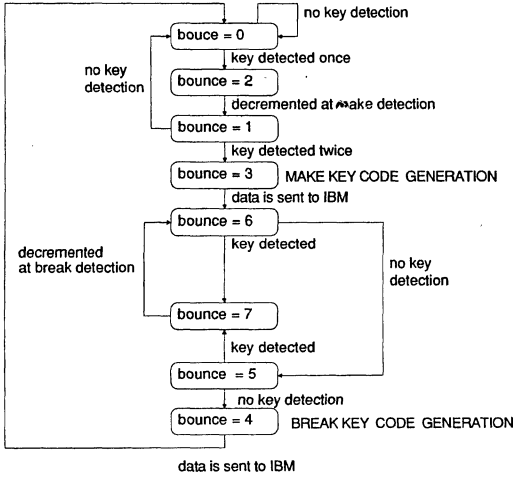 no key detection
bouce = 0
key detected once
no key
detection
bounce = 2
decremented at make detection
bounce = 1
key detected twice
bounce = 3
MAKE KEY CODE GENERATION
data is sent to IBM
bounce = 6
key detected
decremented
at break detection
no key
detection
bounce = 7
key detected
bounce = 5
no key detection
bounce = 4
BREAK KEY CODE GENERATION
data is sent to IBM